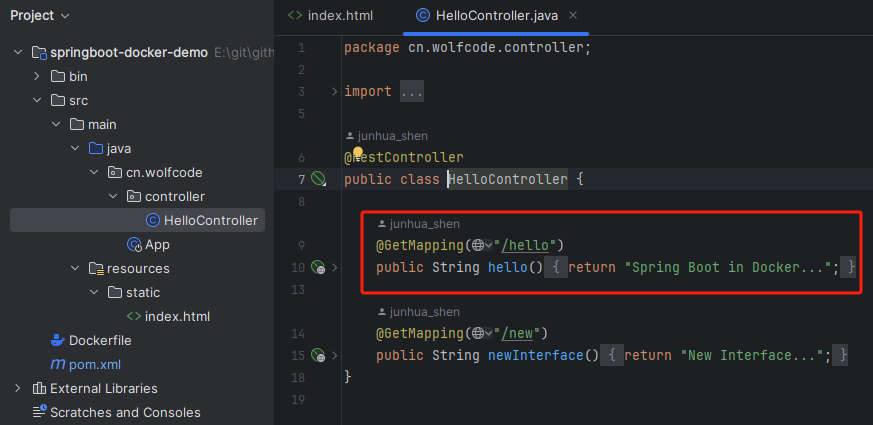 Project
springboot-docker-demo E:\git\gith
bin
src
main
java
cn.wolfcode
controller
HelloController
App
resources
static
index.html
Dockerfile
pom.xml
External Libraries
Scratches and Consoles
index.html
HelloController.java
1 package cn.wolfcode.controller;
2
3 import ...
5
junhua_shen
6 @RestController
7 public class HelloController {
8
junhua_shen
9 @GetMapping("/hello")
10 public String hello() { return "Spring Boot in Docker..."; }
13
junhua_shen
14 @GetMapping("/new")
15 public String newInterface() { return "New Interface..."; }
18 }
19